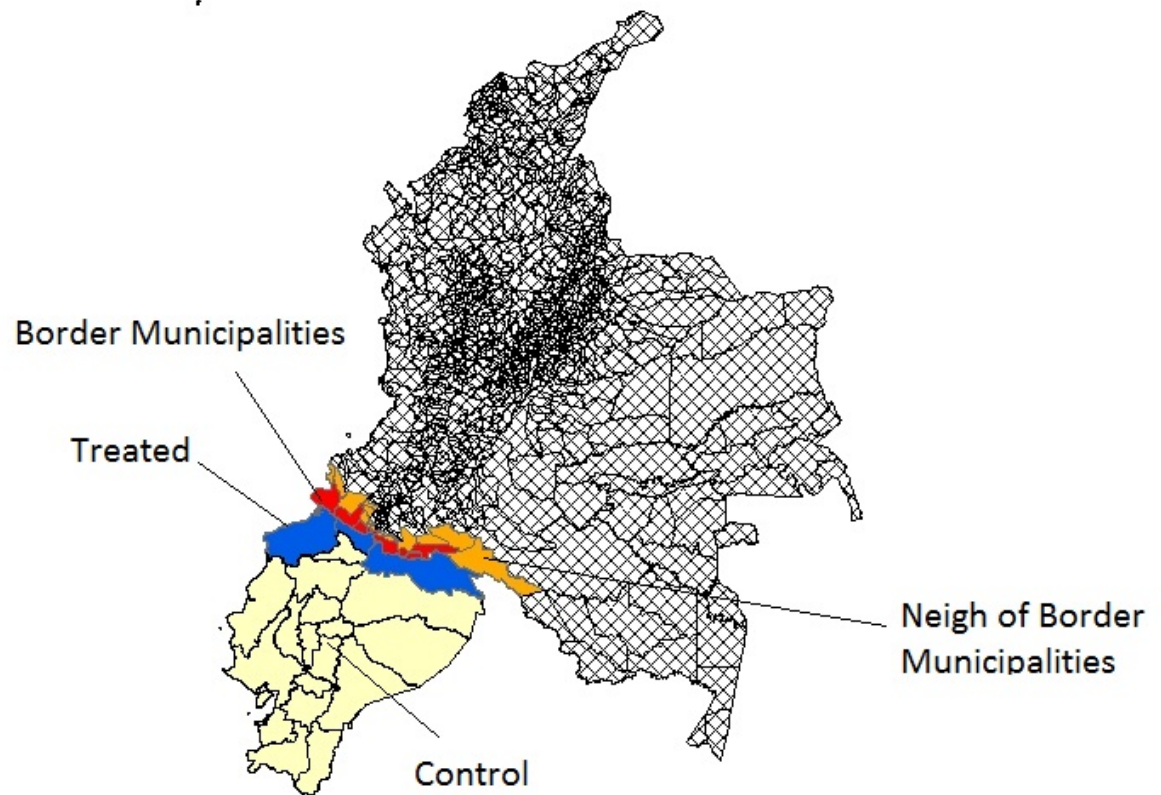 Border Municipalities
Treated
Neigh of Border
Municipalities
Control